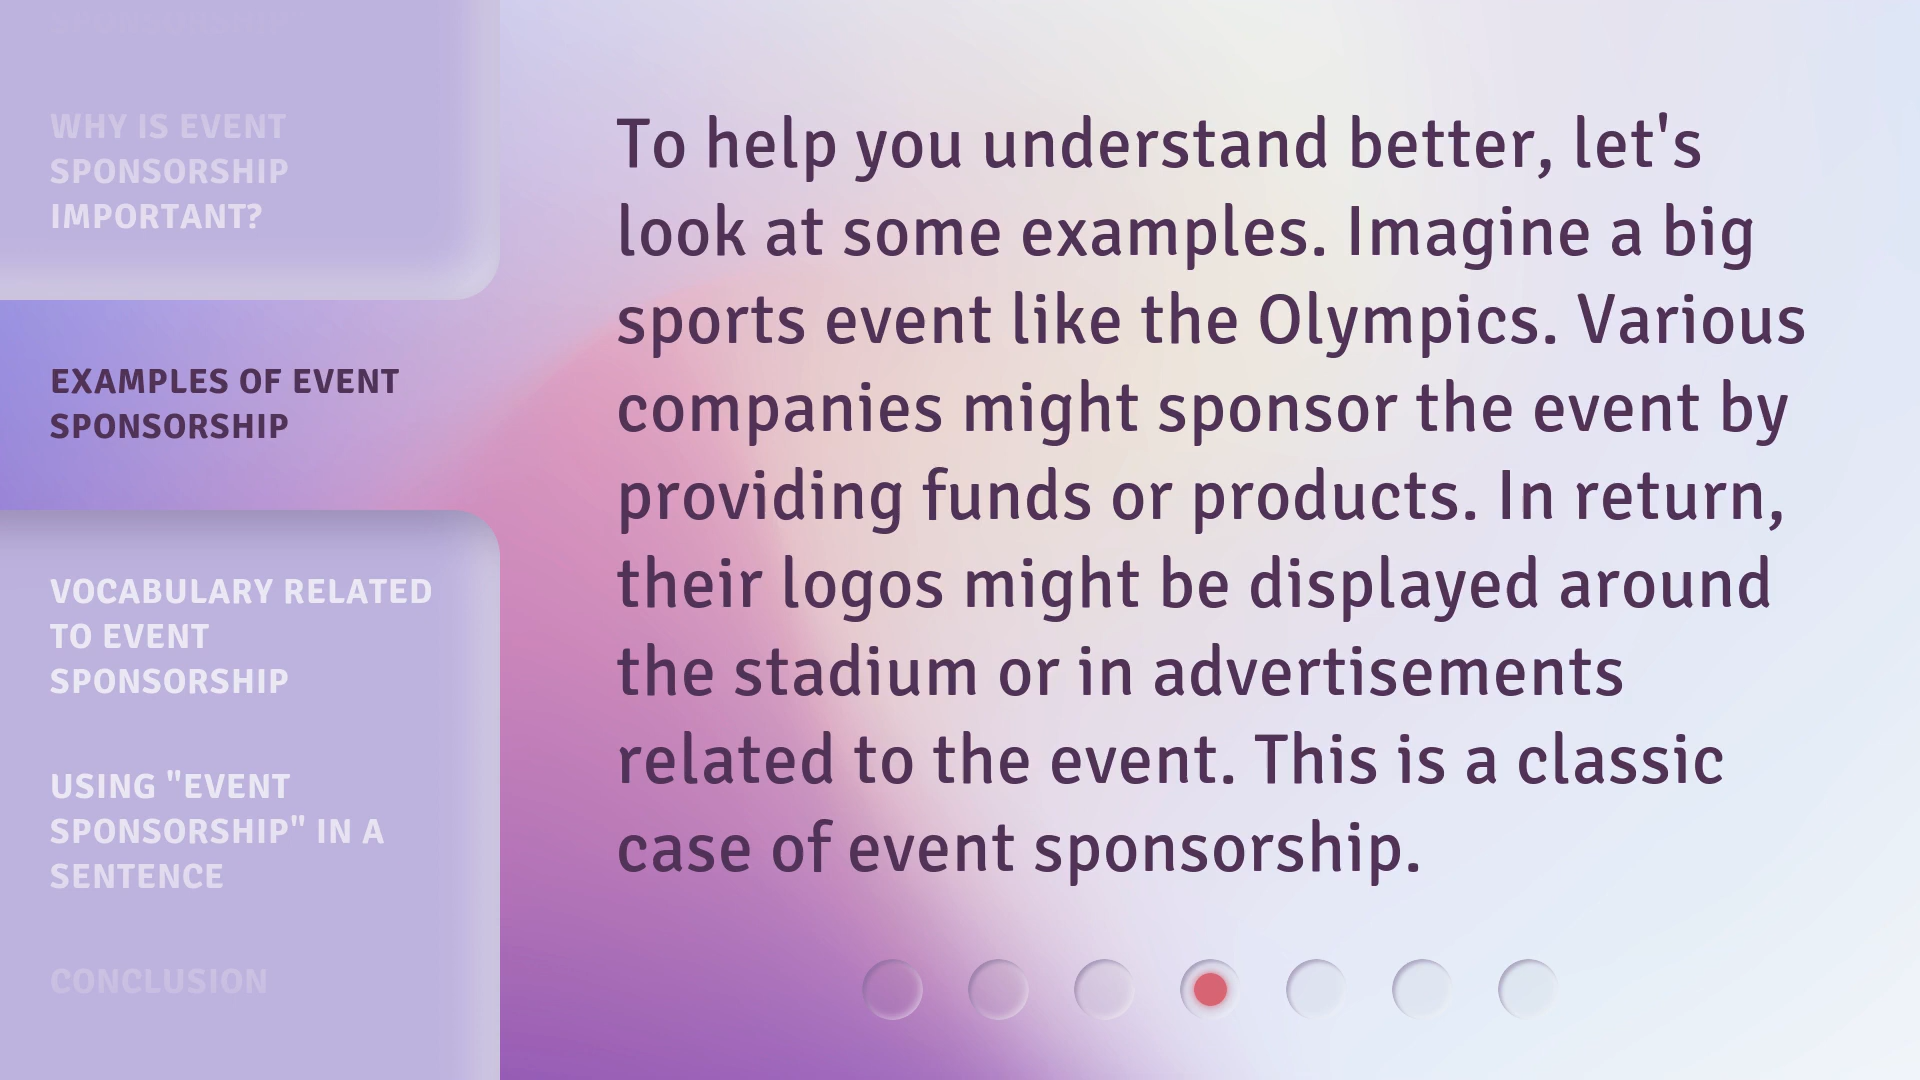 WHY IS EVENT
SPONSORSHIP
IMPORTANT?
EXAMPLES OF EVENT
SPONSORSHIP
VOCABULARY RELATED
TO EVENT
SPONSORSHIP
USING "EVENT
SPONSORSHIP" IN A
SENTENCE
CONCLUSION
To help you understand better, let's
look at some examples. Imagine a big
sports event like the Olympics. Various
companies might sponsor the event by
providing funds or products. In return,
their logos might be displayed around
the stadium or in advertisements
related to the event. This is a classic
case of event sponsorship.